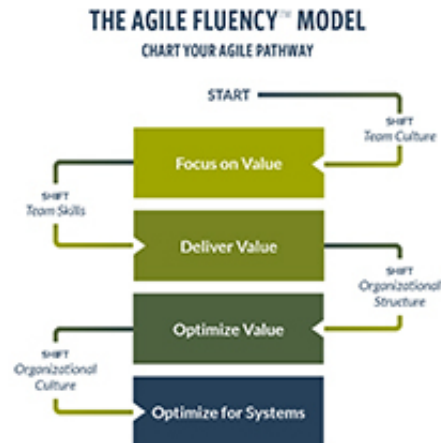 THE AGILE FLUENCY™ MODEL
CHART YOUR AGILE PATHWAY
START
SHIFT
Team Culture
Focus on Value
SHIFT
Team Skills
Deliver Value
SHIFT
Organizational
Structure
Optimize Value
SHIFT
Organizational
Culture
Optimize for Systems